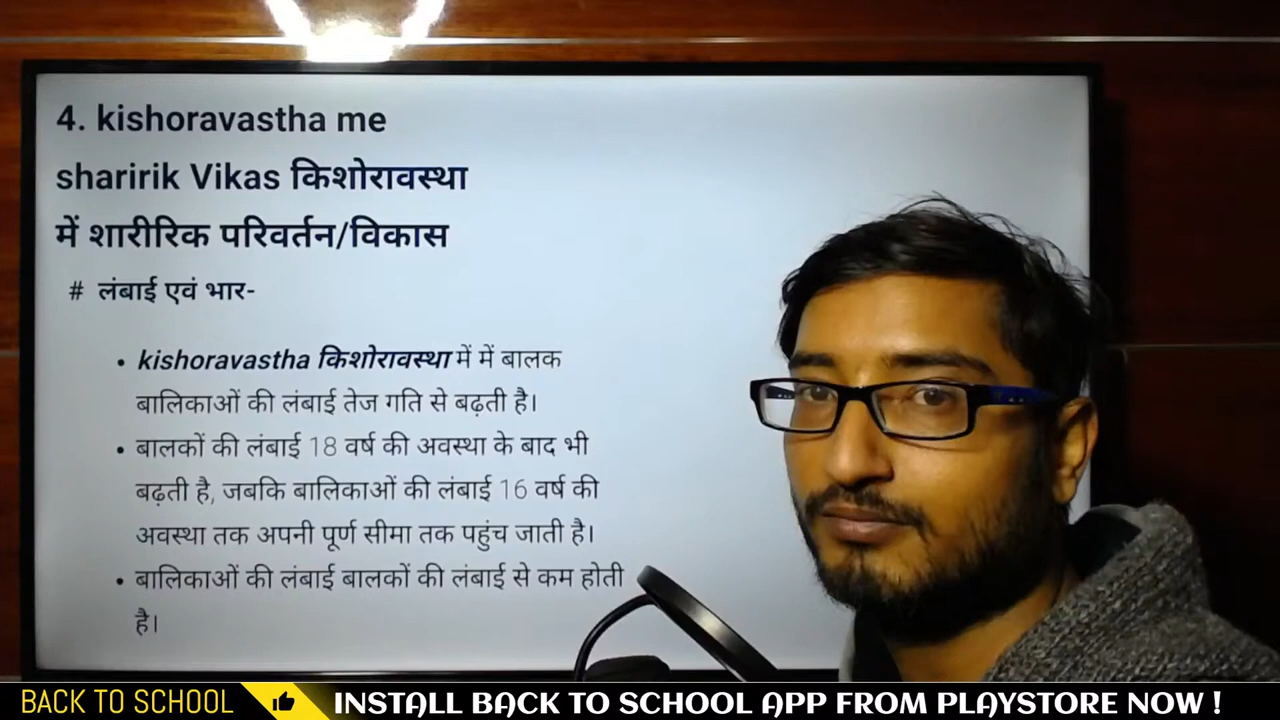 4. kishoravastha me
sharirik Vikas किशोरावस्था
में शारीरिक परिवर्तन/विकास
# लंबाई एवं भार-
• kishoravastha किशोरावस्था में में बालक
बालिकाओं की लंबाई तेज गति से बढ़ती है।
• बालकों की लंबाई 18 वर्ष की अवस्था के बाद भी
बढ़ती है, जबकि बालिकाओं की लंबाई 16 वर्ष की
अवस्था तक अपनी पूर्ण सीमा तक पहुंच जाती है।
• बालिकाओं की लंबाई बालकों की लंबाई से कम होती
है।
BACK TO SCHOOL
INSTALL BACK TO SCHOOL APP FROM PLAYSTORE NOW !